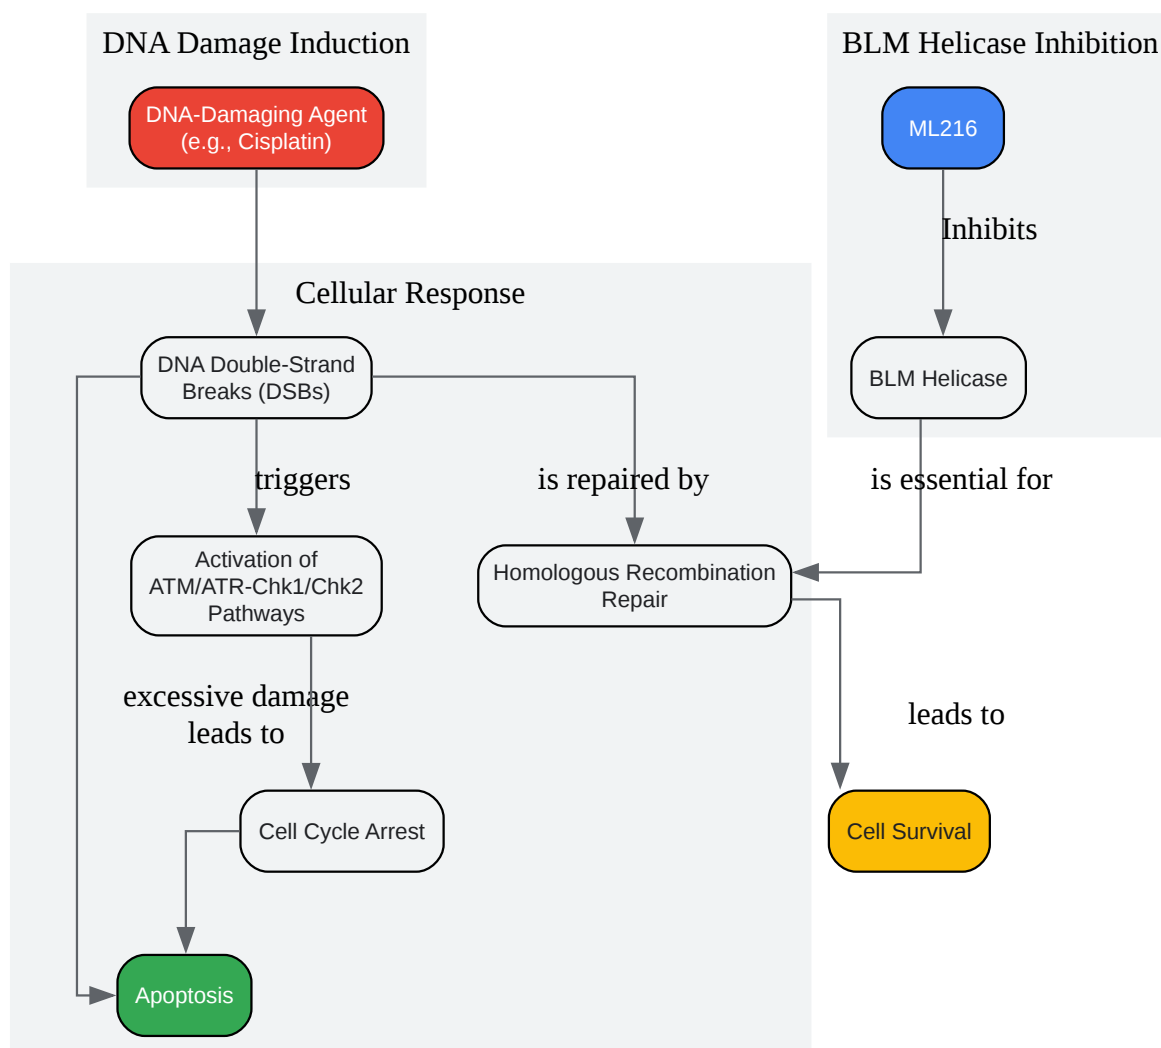 DNA Damage Induction
BLM Helicase Inhibition
DNA-Damaging Agent
(e.g., Cisplatin)
ML216
Inhibits
Cellular Response
DNA Double-Strand
Breaks (DSBs)
BLM Helicase
triggers
is repaired by
is essential for
Activation of
ATM/ATR-Chk1/Chk2
Pathways
Homologous Recombination
Repair
excessive damage
leads to
leads to
Cell Cycle Arrest
Cell Survival
Apoptosis